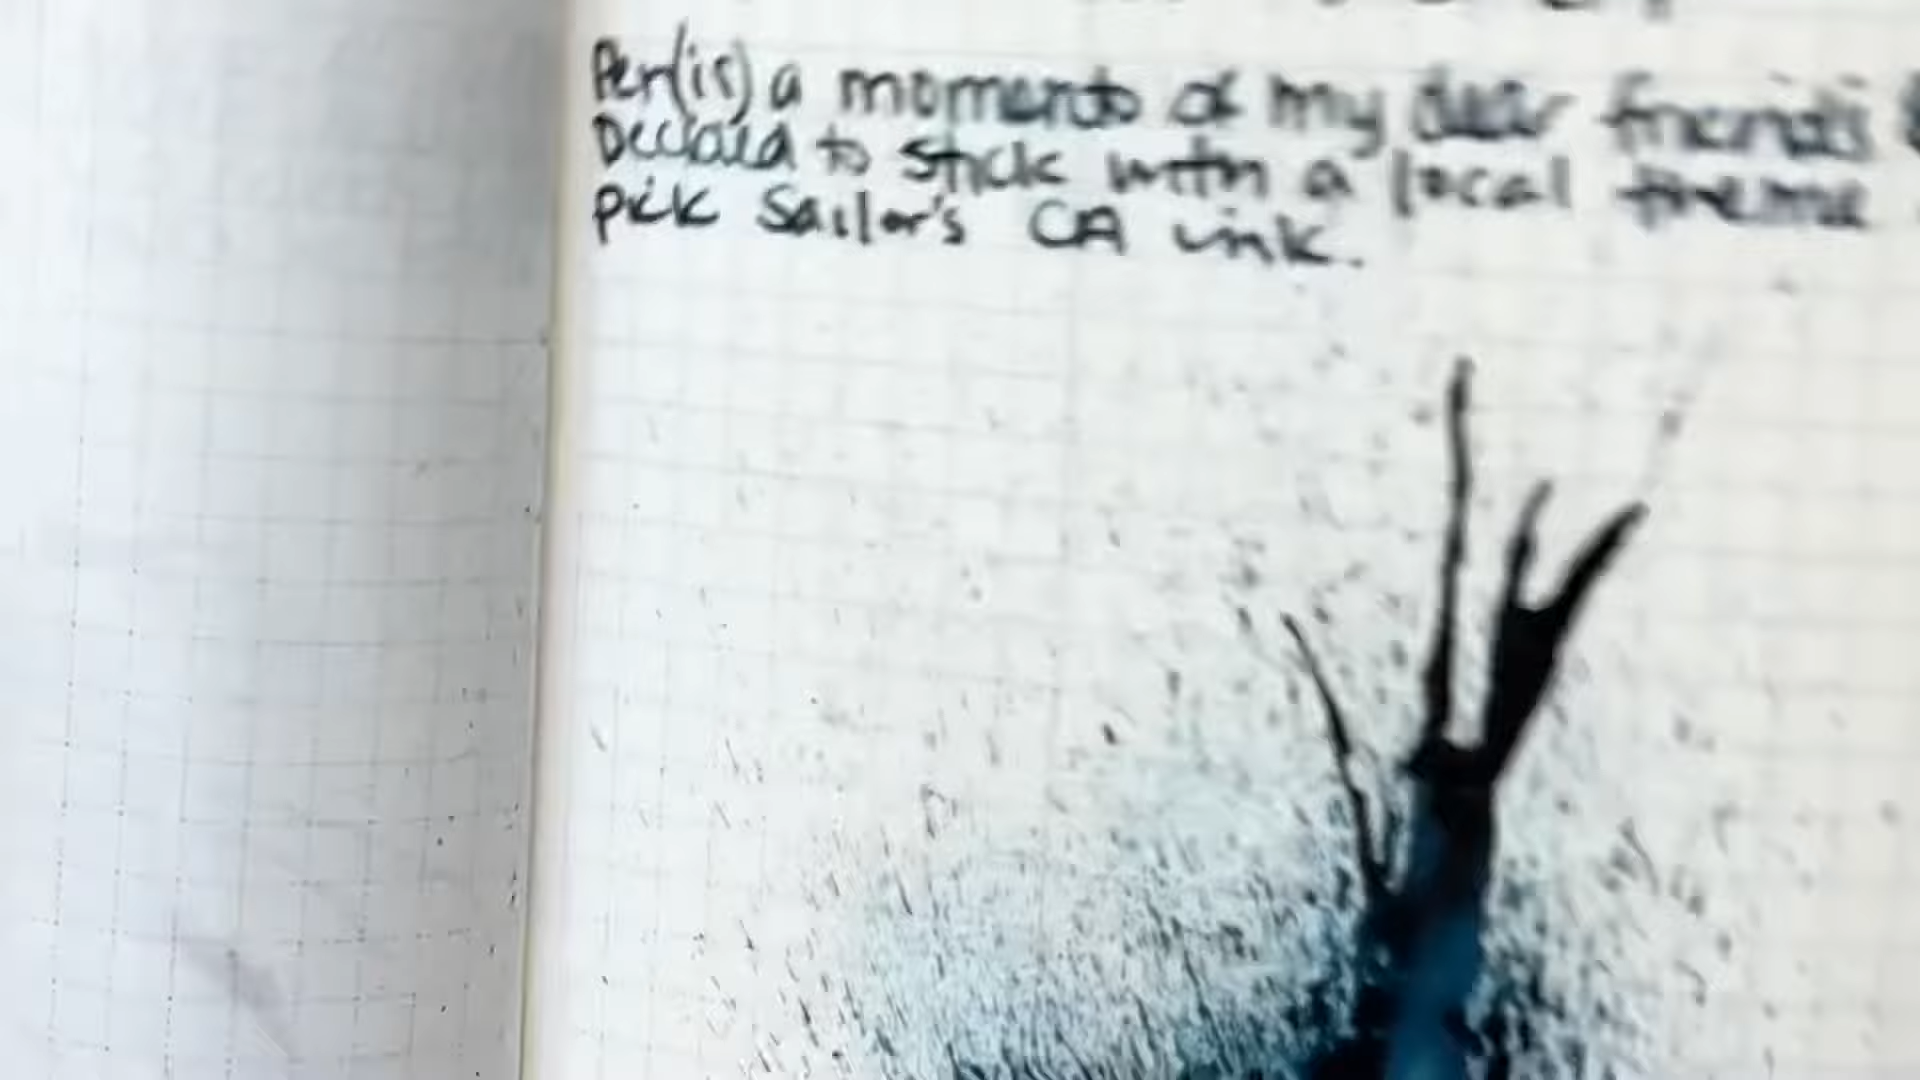 Pen(is) a momento of my dear friends
Decided to stick with a local theme
pick Sailor's CA ink.